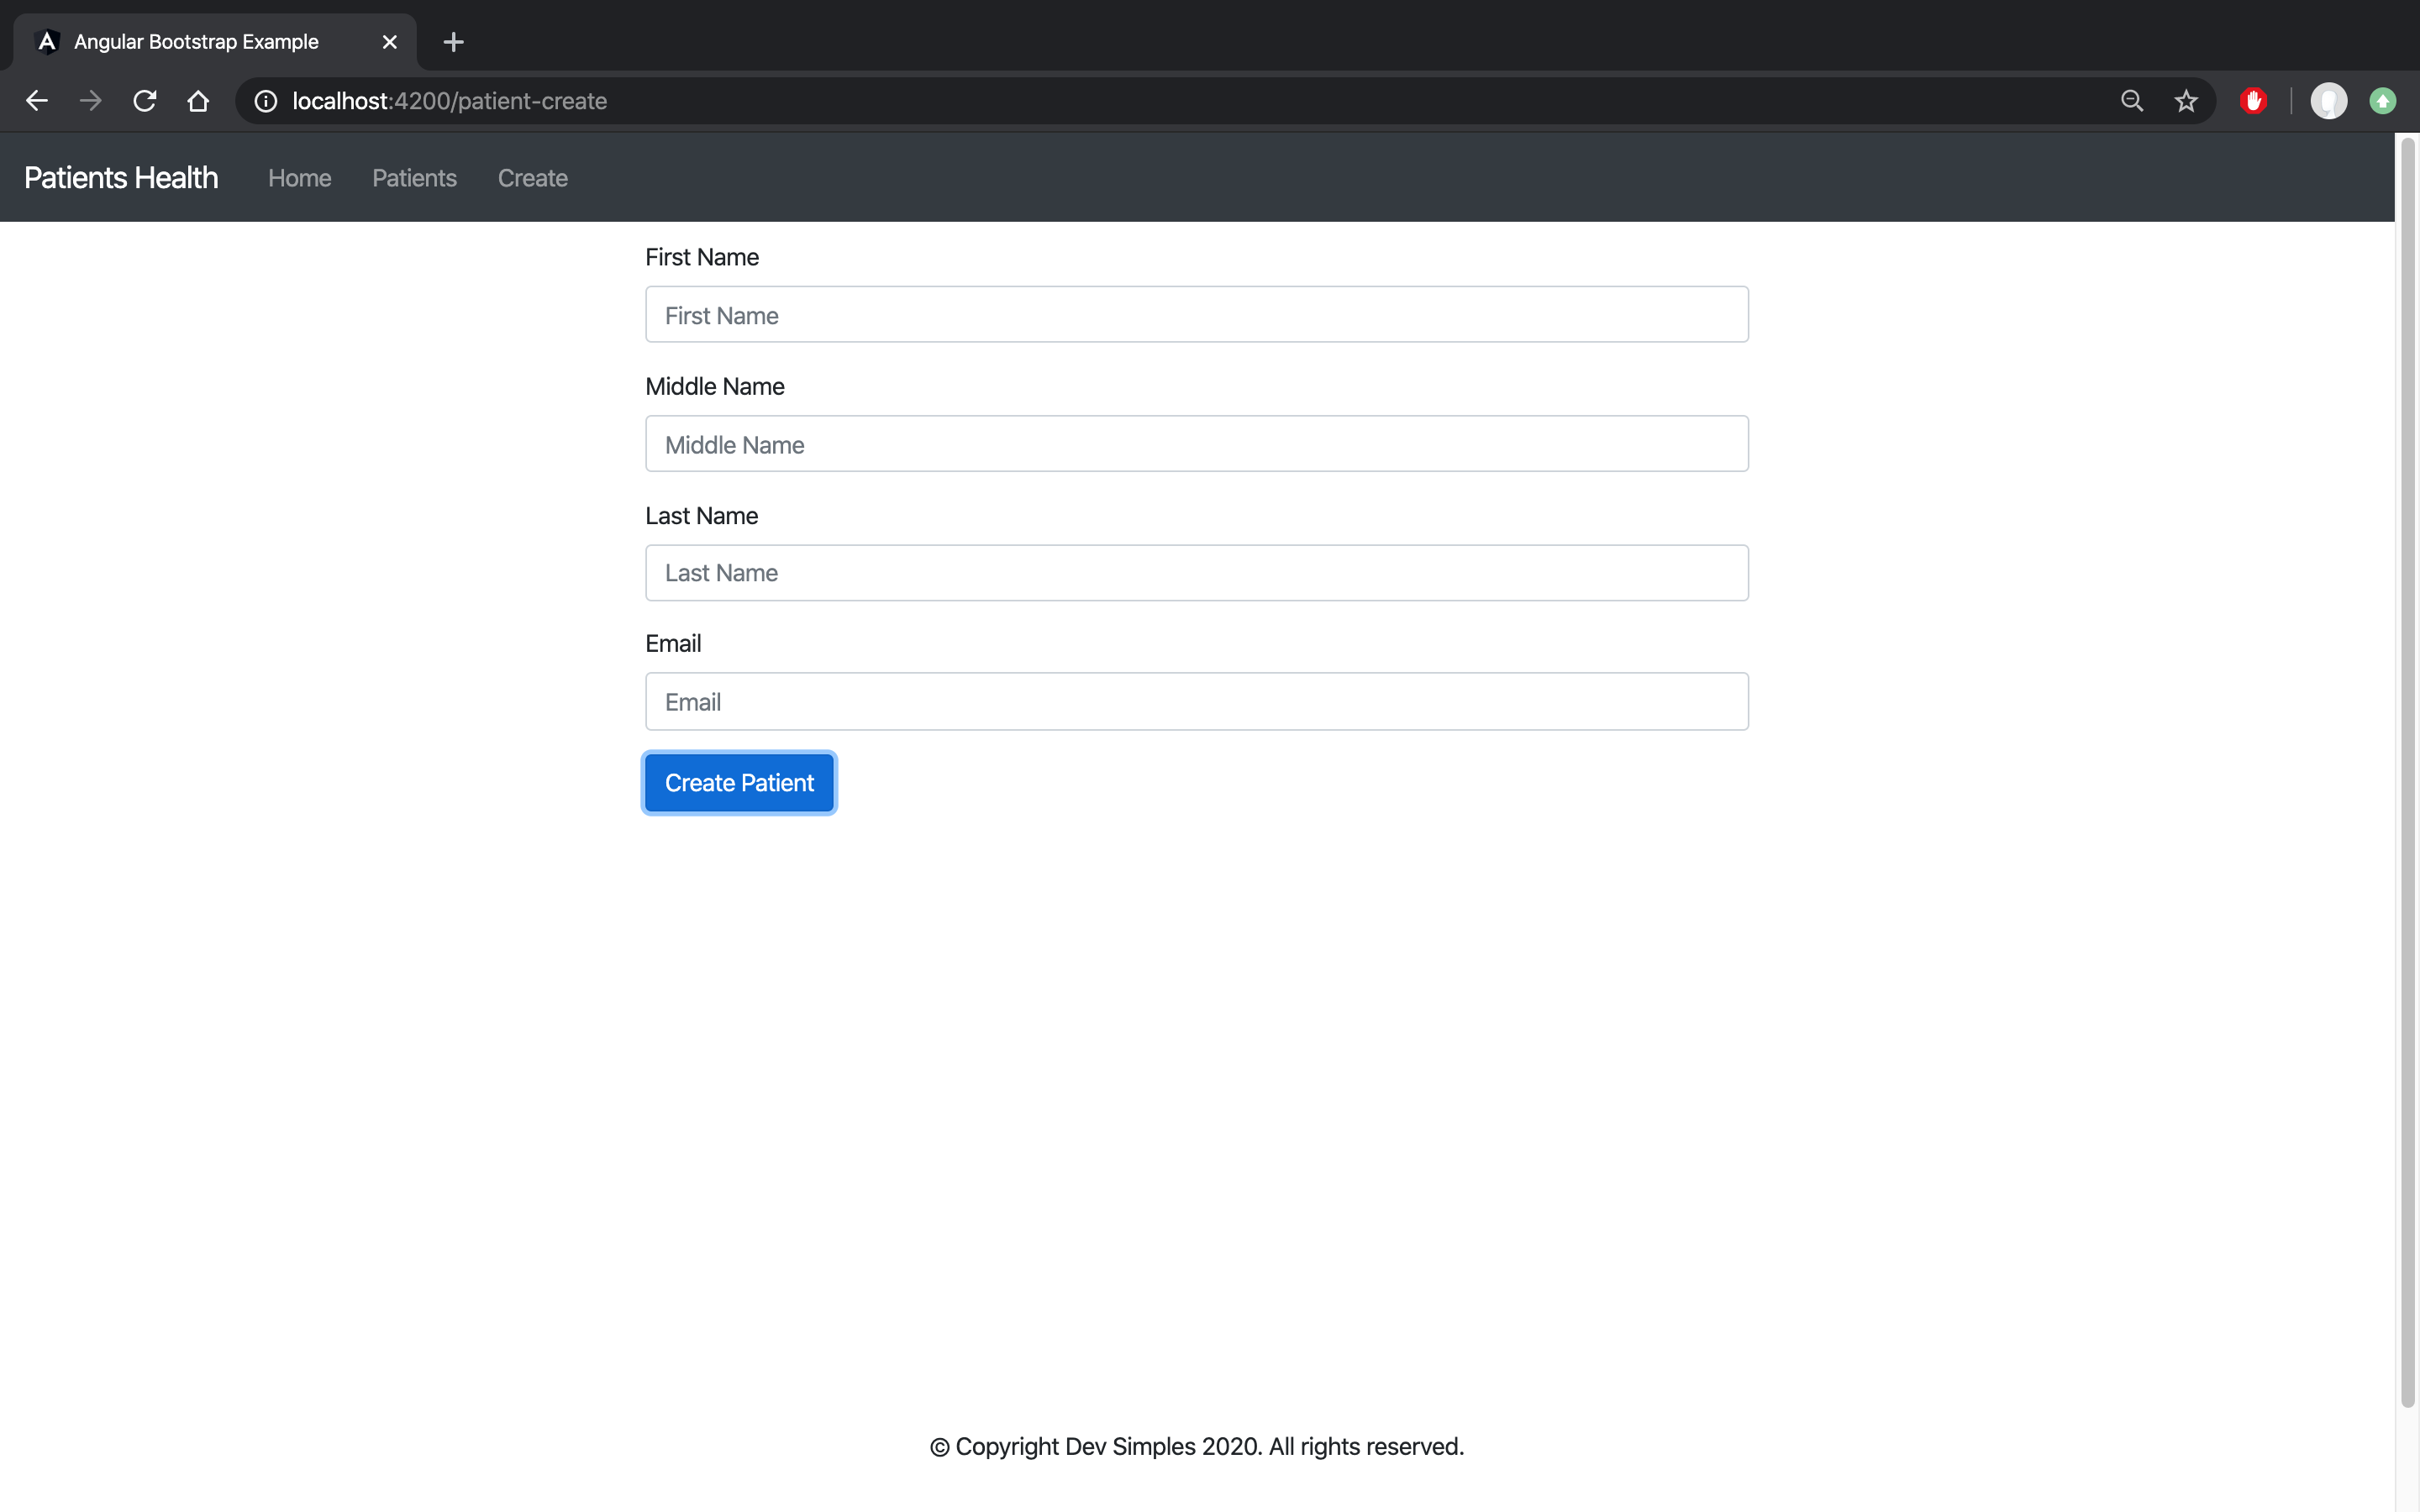 Angular Bootstrap Example
localhost:4200/patient-create
Patients Health Home Patients Create
First Name
First Name
Middle Name
Middle Name
Last Name
Last Name
Email
Email
Create Patient
© Copyright Dev Simples 2020. All rights reserved.